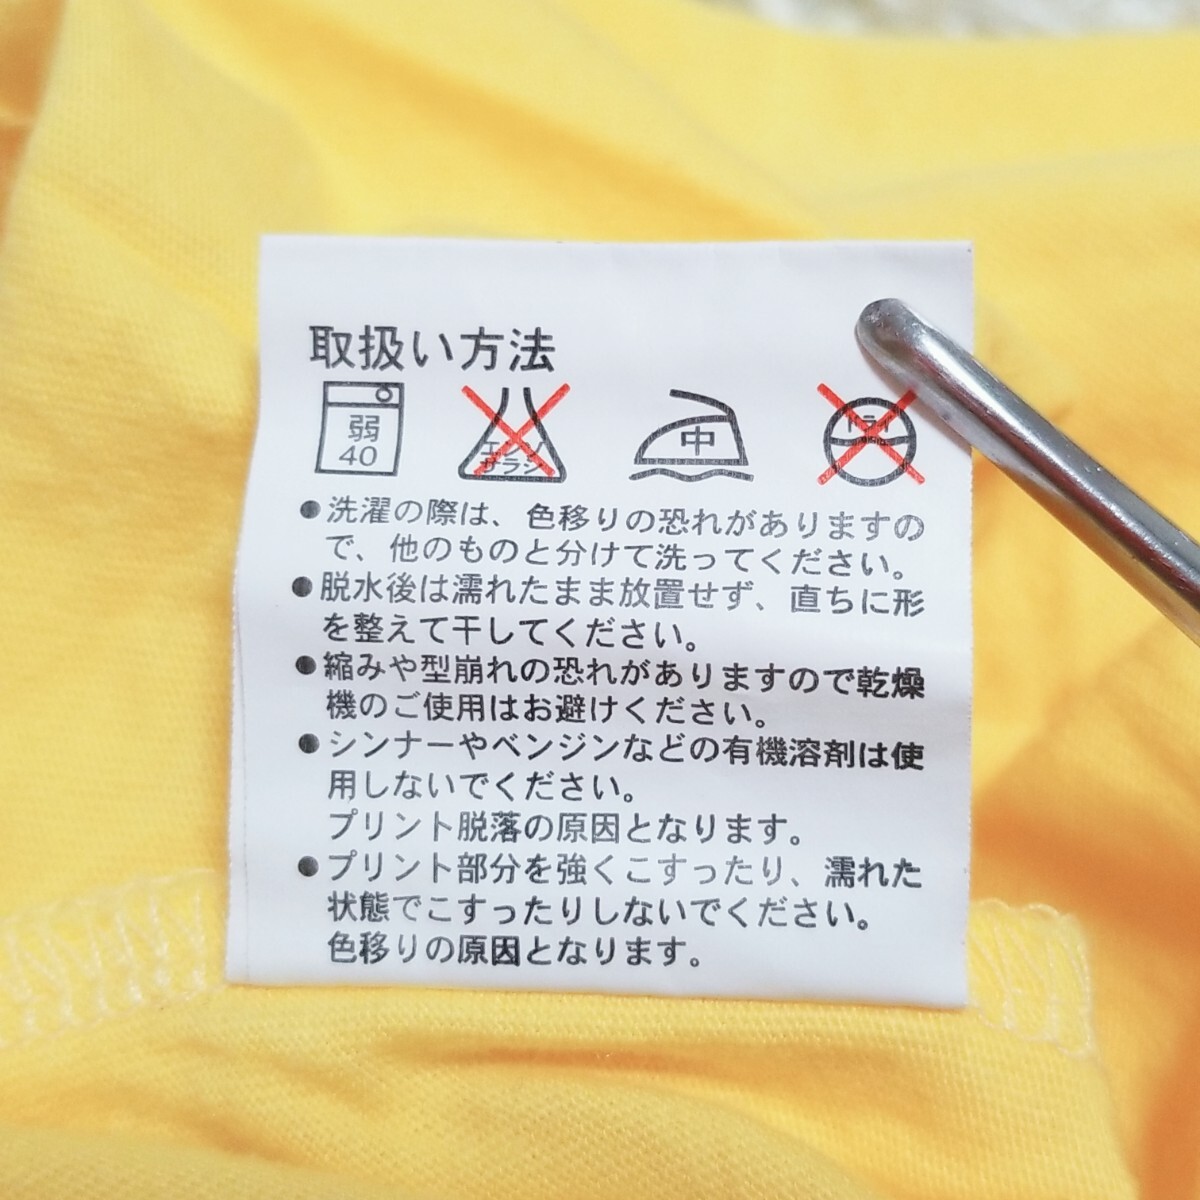 取扱い方法
弱
40
エンソ
サラシ
中
ドライ
●洗濯の際は、色移りの恐れがありますの
で、他のものと分けて洗ってください。
●脱水後は濡れたまま放置せず、直ちに形
を整えて干してください。
●縮みや型崩れの恐れがありますので乾燥
機のご使用はお避けください。
●シンナーやベンジンなどの有機溶剤は使
用しないでください。
プリント脱落の原因となります。
●プリント部分を強くこすったり、濡れた
状態でこすったりしないでください。
色移りの原因となります。